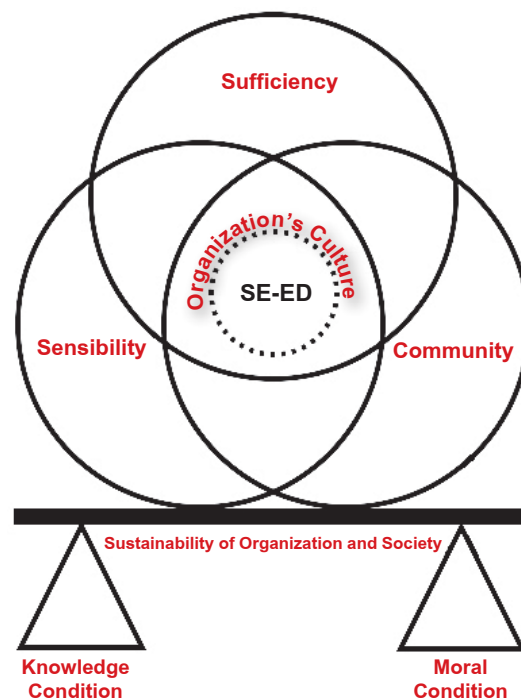 Sufficiency
Organization's Culture
SE-ED
Sensibility
Community
Sustainability of Organization and Society
Knowledge
Condition
Moral
Condition